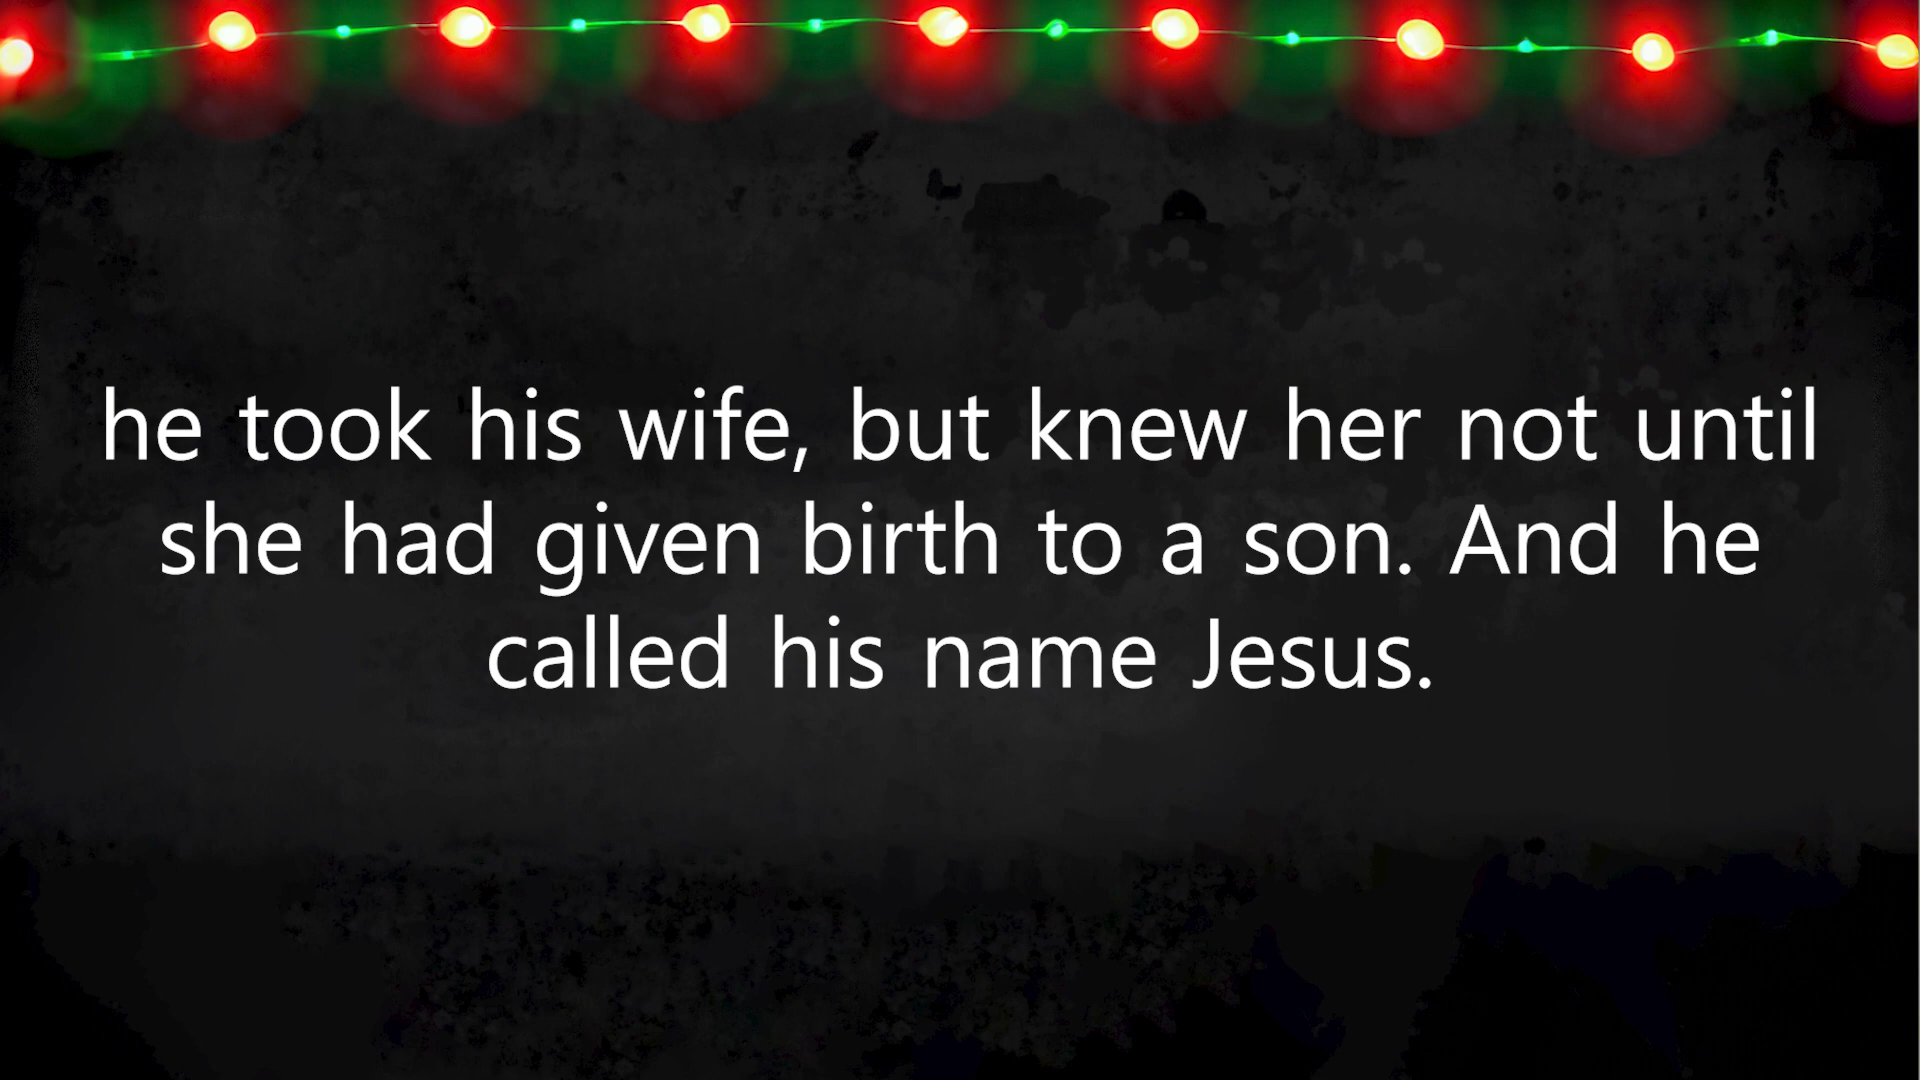 he took his wife, but knew her not until
she had given birth to a son. And he
called his name Jesus.